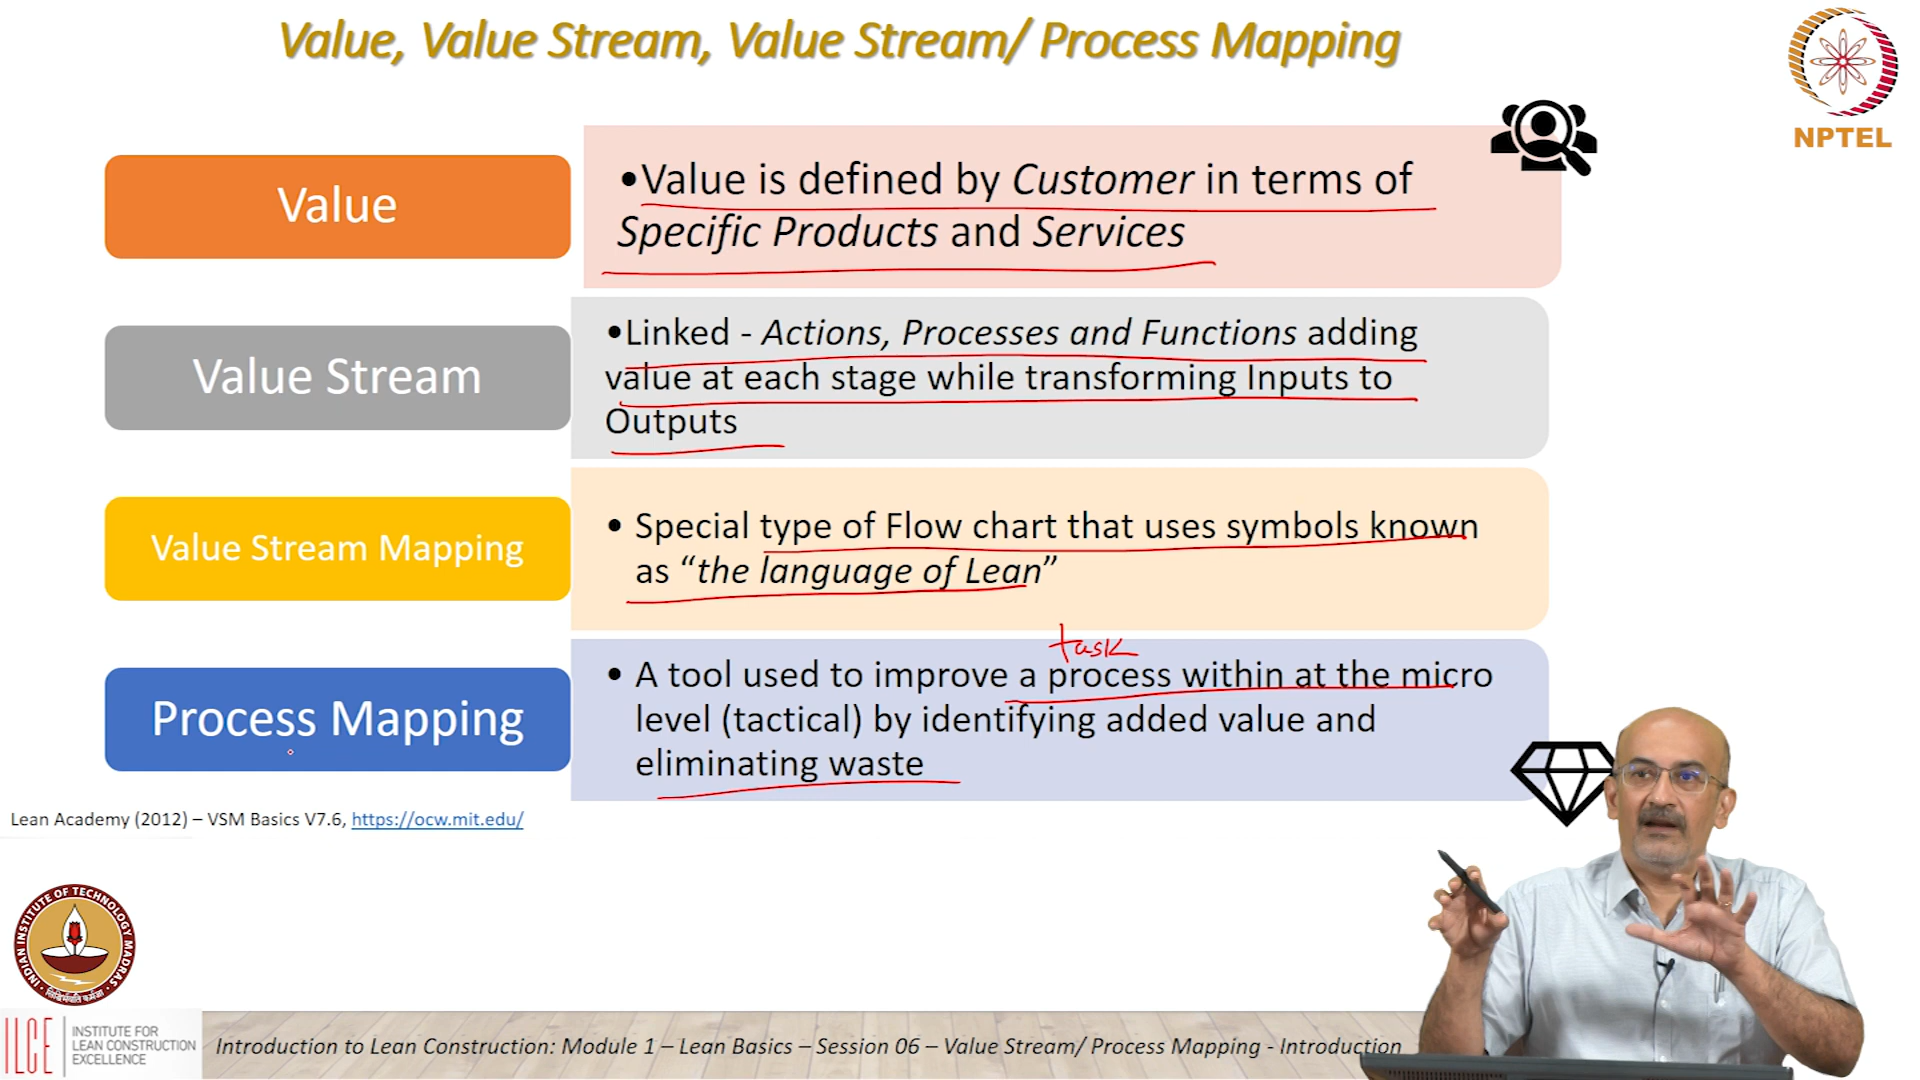 Value, Value Stream, Value Stream/ Process Mapping
NPTEL
Value
•Value is defined by Customer in terms of
Specific Products and Services
Value Stream
•Linked - Actions, Processes and Functions adding
value at each stage while transforming Inputs to
Outputs
Value Stream Mapping
• Special type of Flow chart that uses symbols known
as “the language of Lean”
task
Process Mapping
• A tool used to improve a process within at the micro
level (tactical) by identifying added value and
eliminating waste
Lean Academy (2012) – VSM Basics V7.6, https://ocw.mit.edu/
INDIAN INSTITUTE OF TECHNOLOGY MADRAS
सिद्धिर्भवति कर्मजा
ILCE
INSTITUTE FOR
LEAN CONSTRUCTION
EXCELLENCE
Introduction to Lean Construction: Module 1 – Lean Basics – Session 06 – Value Stream/ Process Mapping - Introduction